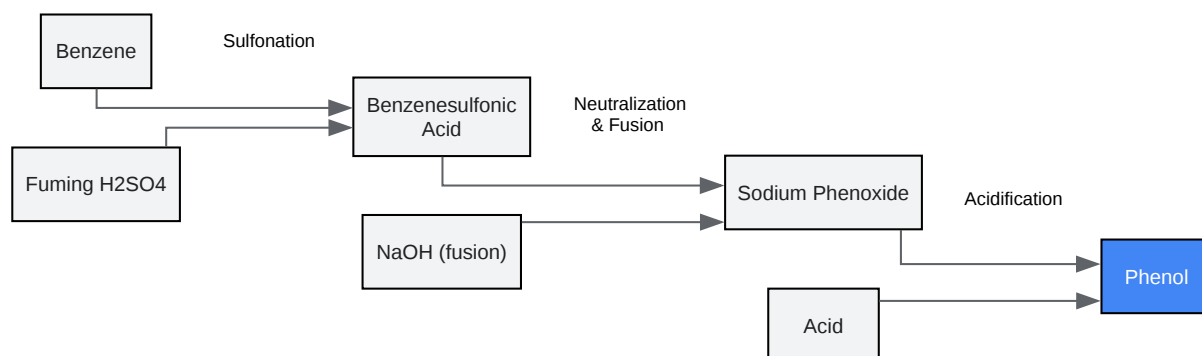 Benzene
Sulfonation
Fuming H2SO4
Benzenesulfonic
Acid
Neutralization
& Fusion
NaOH (fusion)
Sodium Phenoxide
Acidification
Acid
Phenol